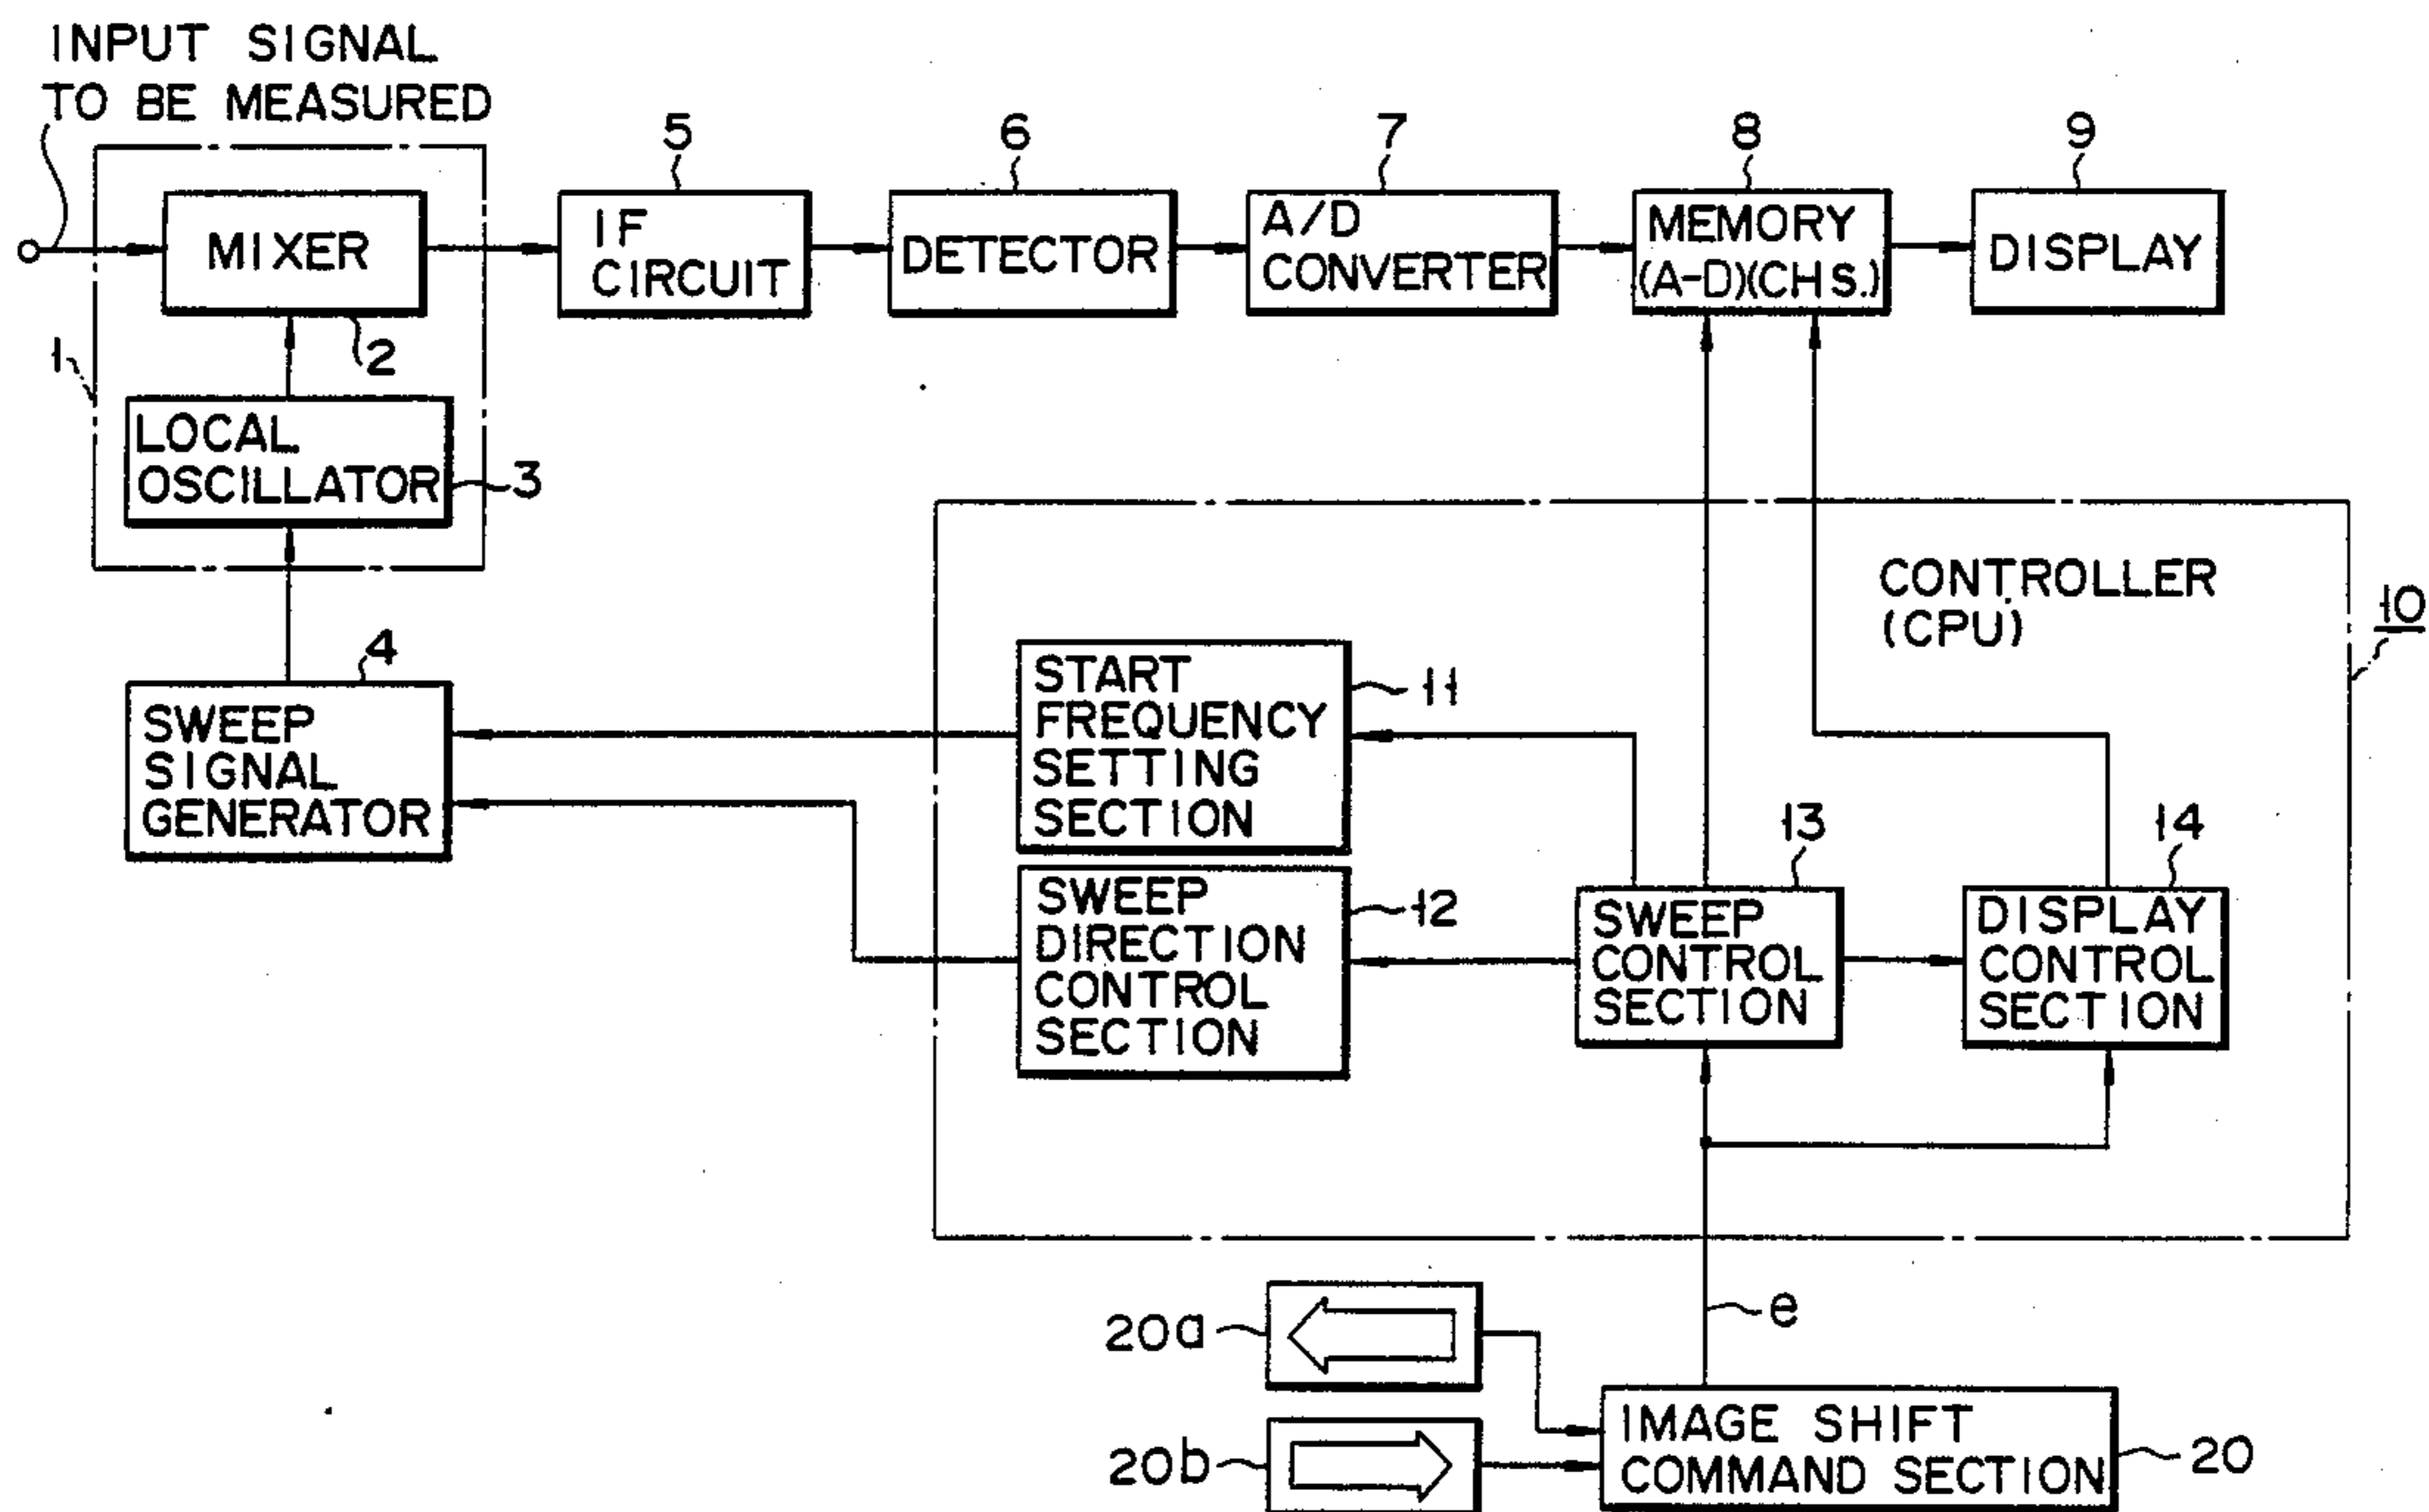 INPUT SIGNAL
TO BE MEASURED
5
6
7
8
9
MIXER
IF
CIRCUIT
DETECTOR
A/D
CONVERTER
MEMORY
(A-D)(CHS.)
DISPLAY
1
2
LOCAL
OSCILLATOR
3
CONTROLLER
(CPU)
10
4
SWEEP
SIGNAL
GENERATOR
START
FREQUENCY
SETTING
SECTION
11
SWEEP
DIRECTION
CONTROL
SECTION
12
13
SWEEP
CONTROL
SECTION
14
DISPLAY
CONTROL
SECTION
e
20a
20b
IMAGE SHIFT
COMMAND SECTION
20